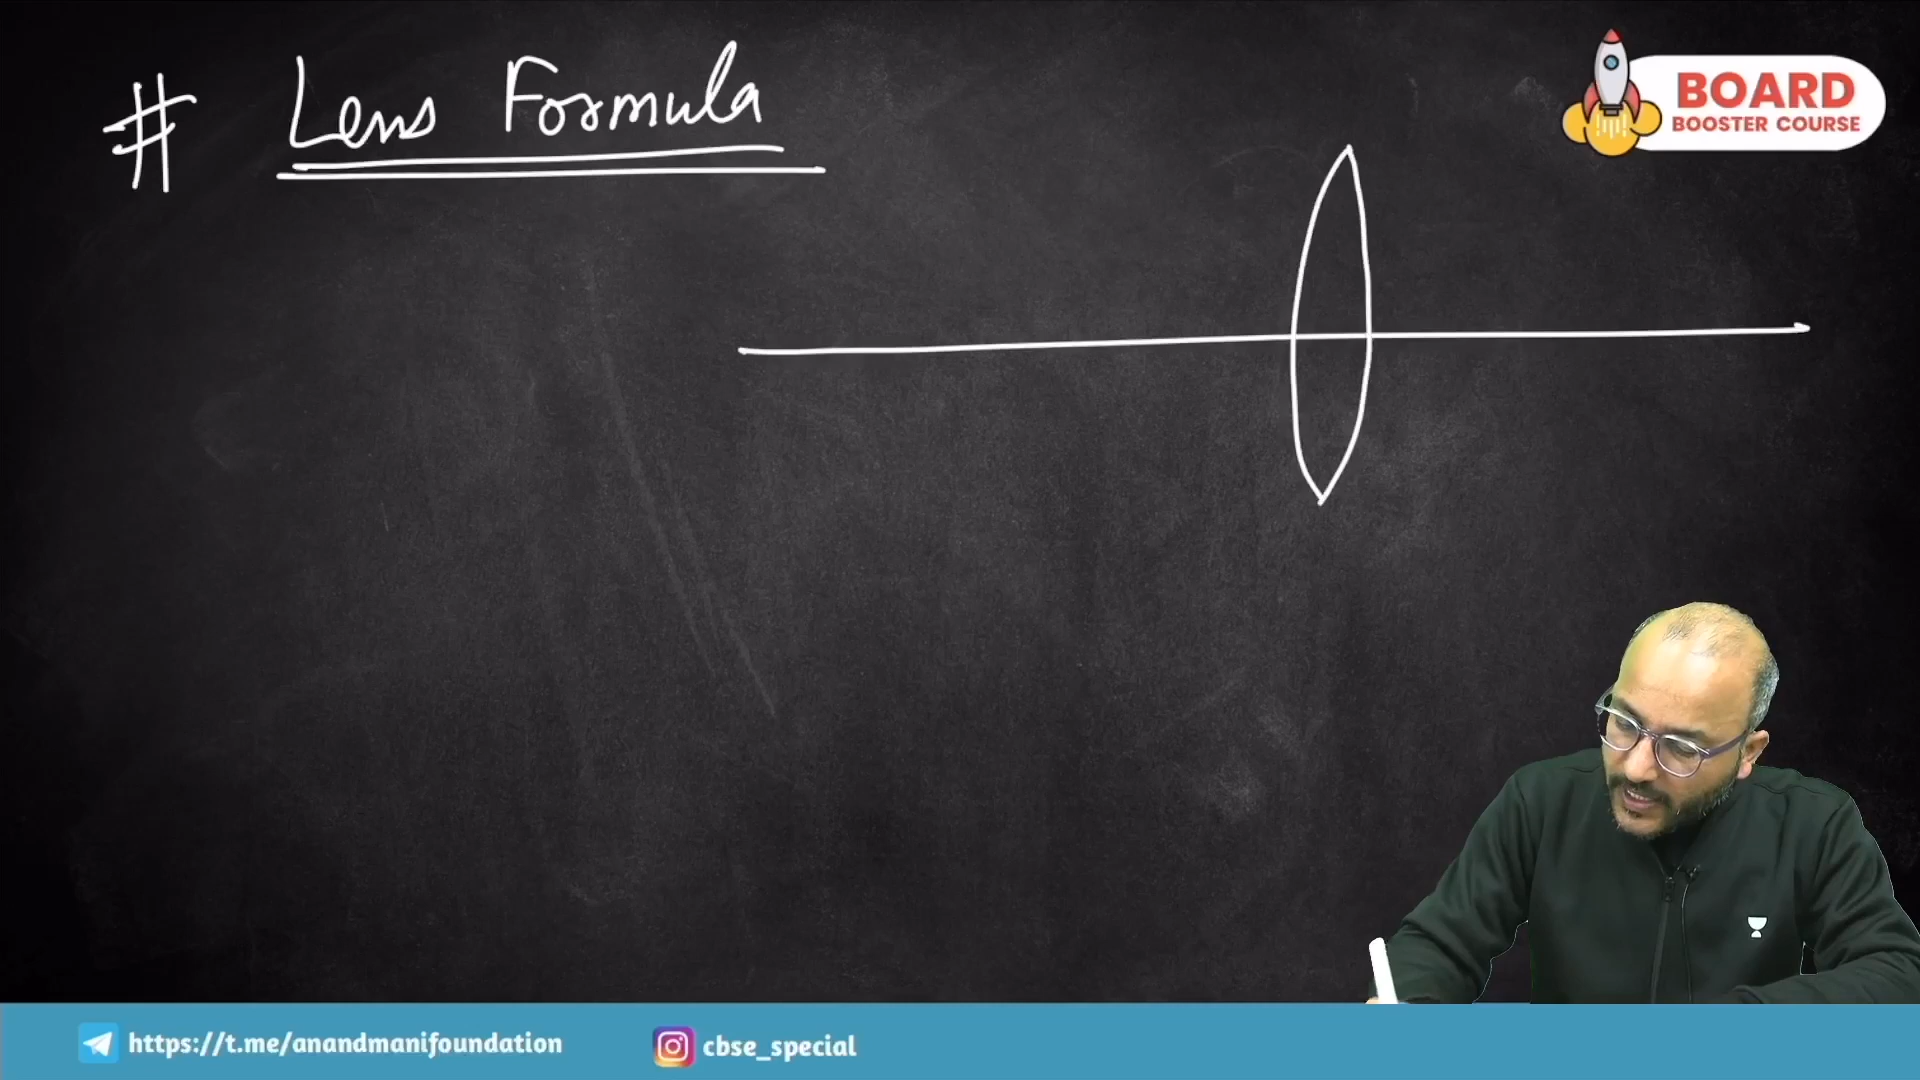 # Lens Formula
BOARD
BOOSTER COURSE
https://t.me/anandmanifoundation
cbse_special